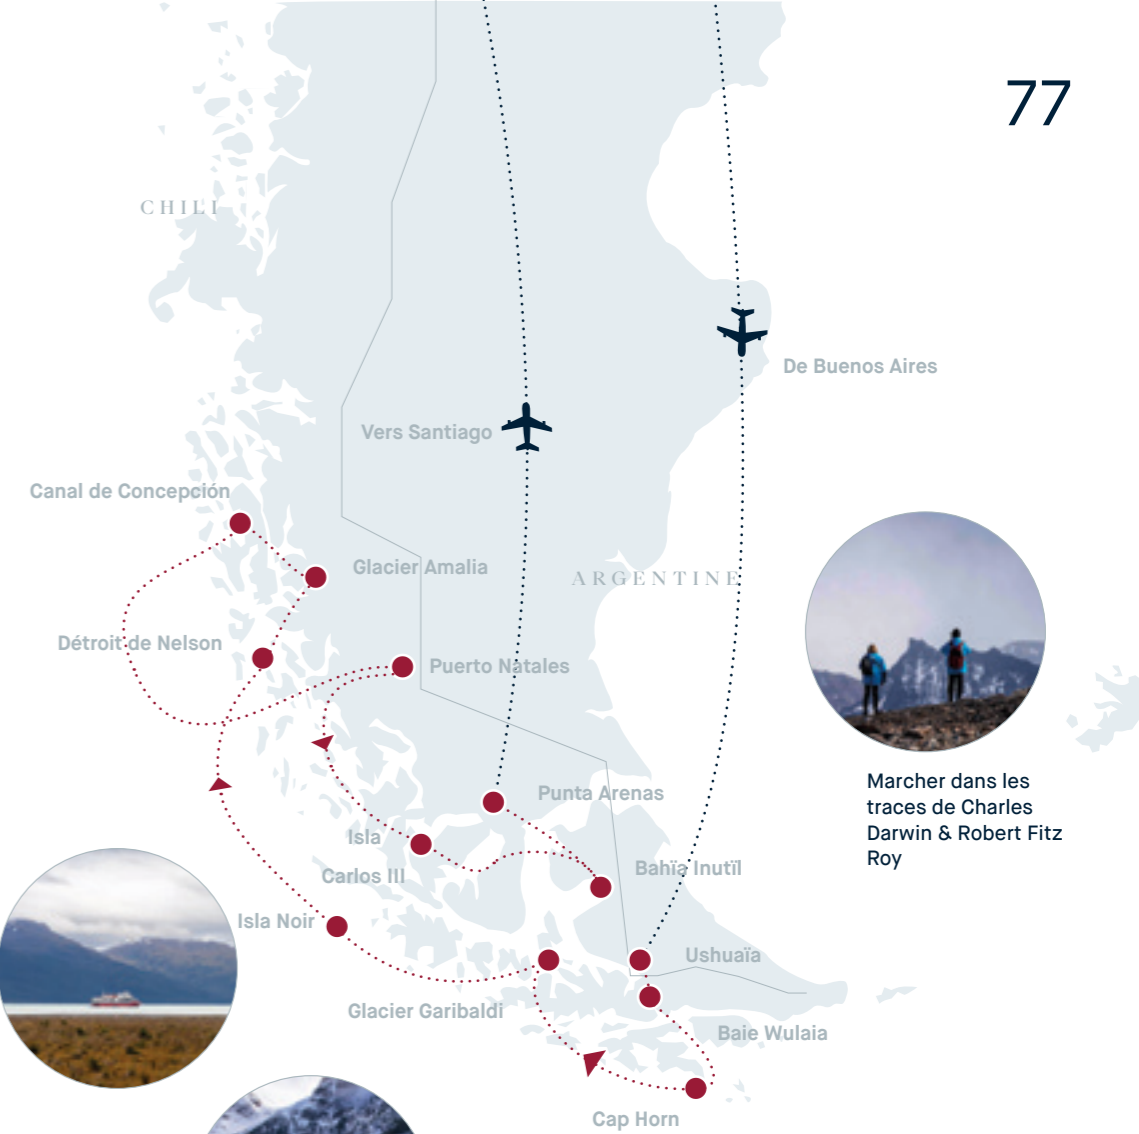 77
CHILI
De Buenos Aires
Vers Santiago
Canal de Concepción
Glacier Amalia
ARGENTINE
Détroit de Nelson
Puerto Natales
Marcher dans les
traces de Charles
Darwin & Robert Fitz
Roy
Punta Arenas
Isla
Carlos III
Bahïa Inutïl
Isla Noir
Ushuaïa
Glacier Garibaldi
Baie Wulaia
Cap Horn